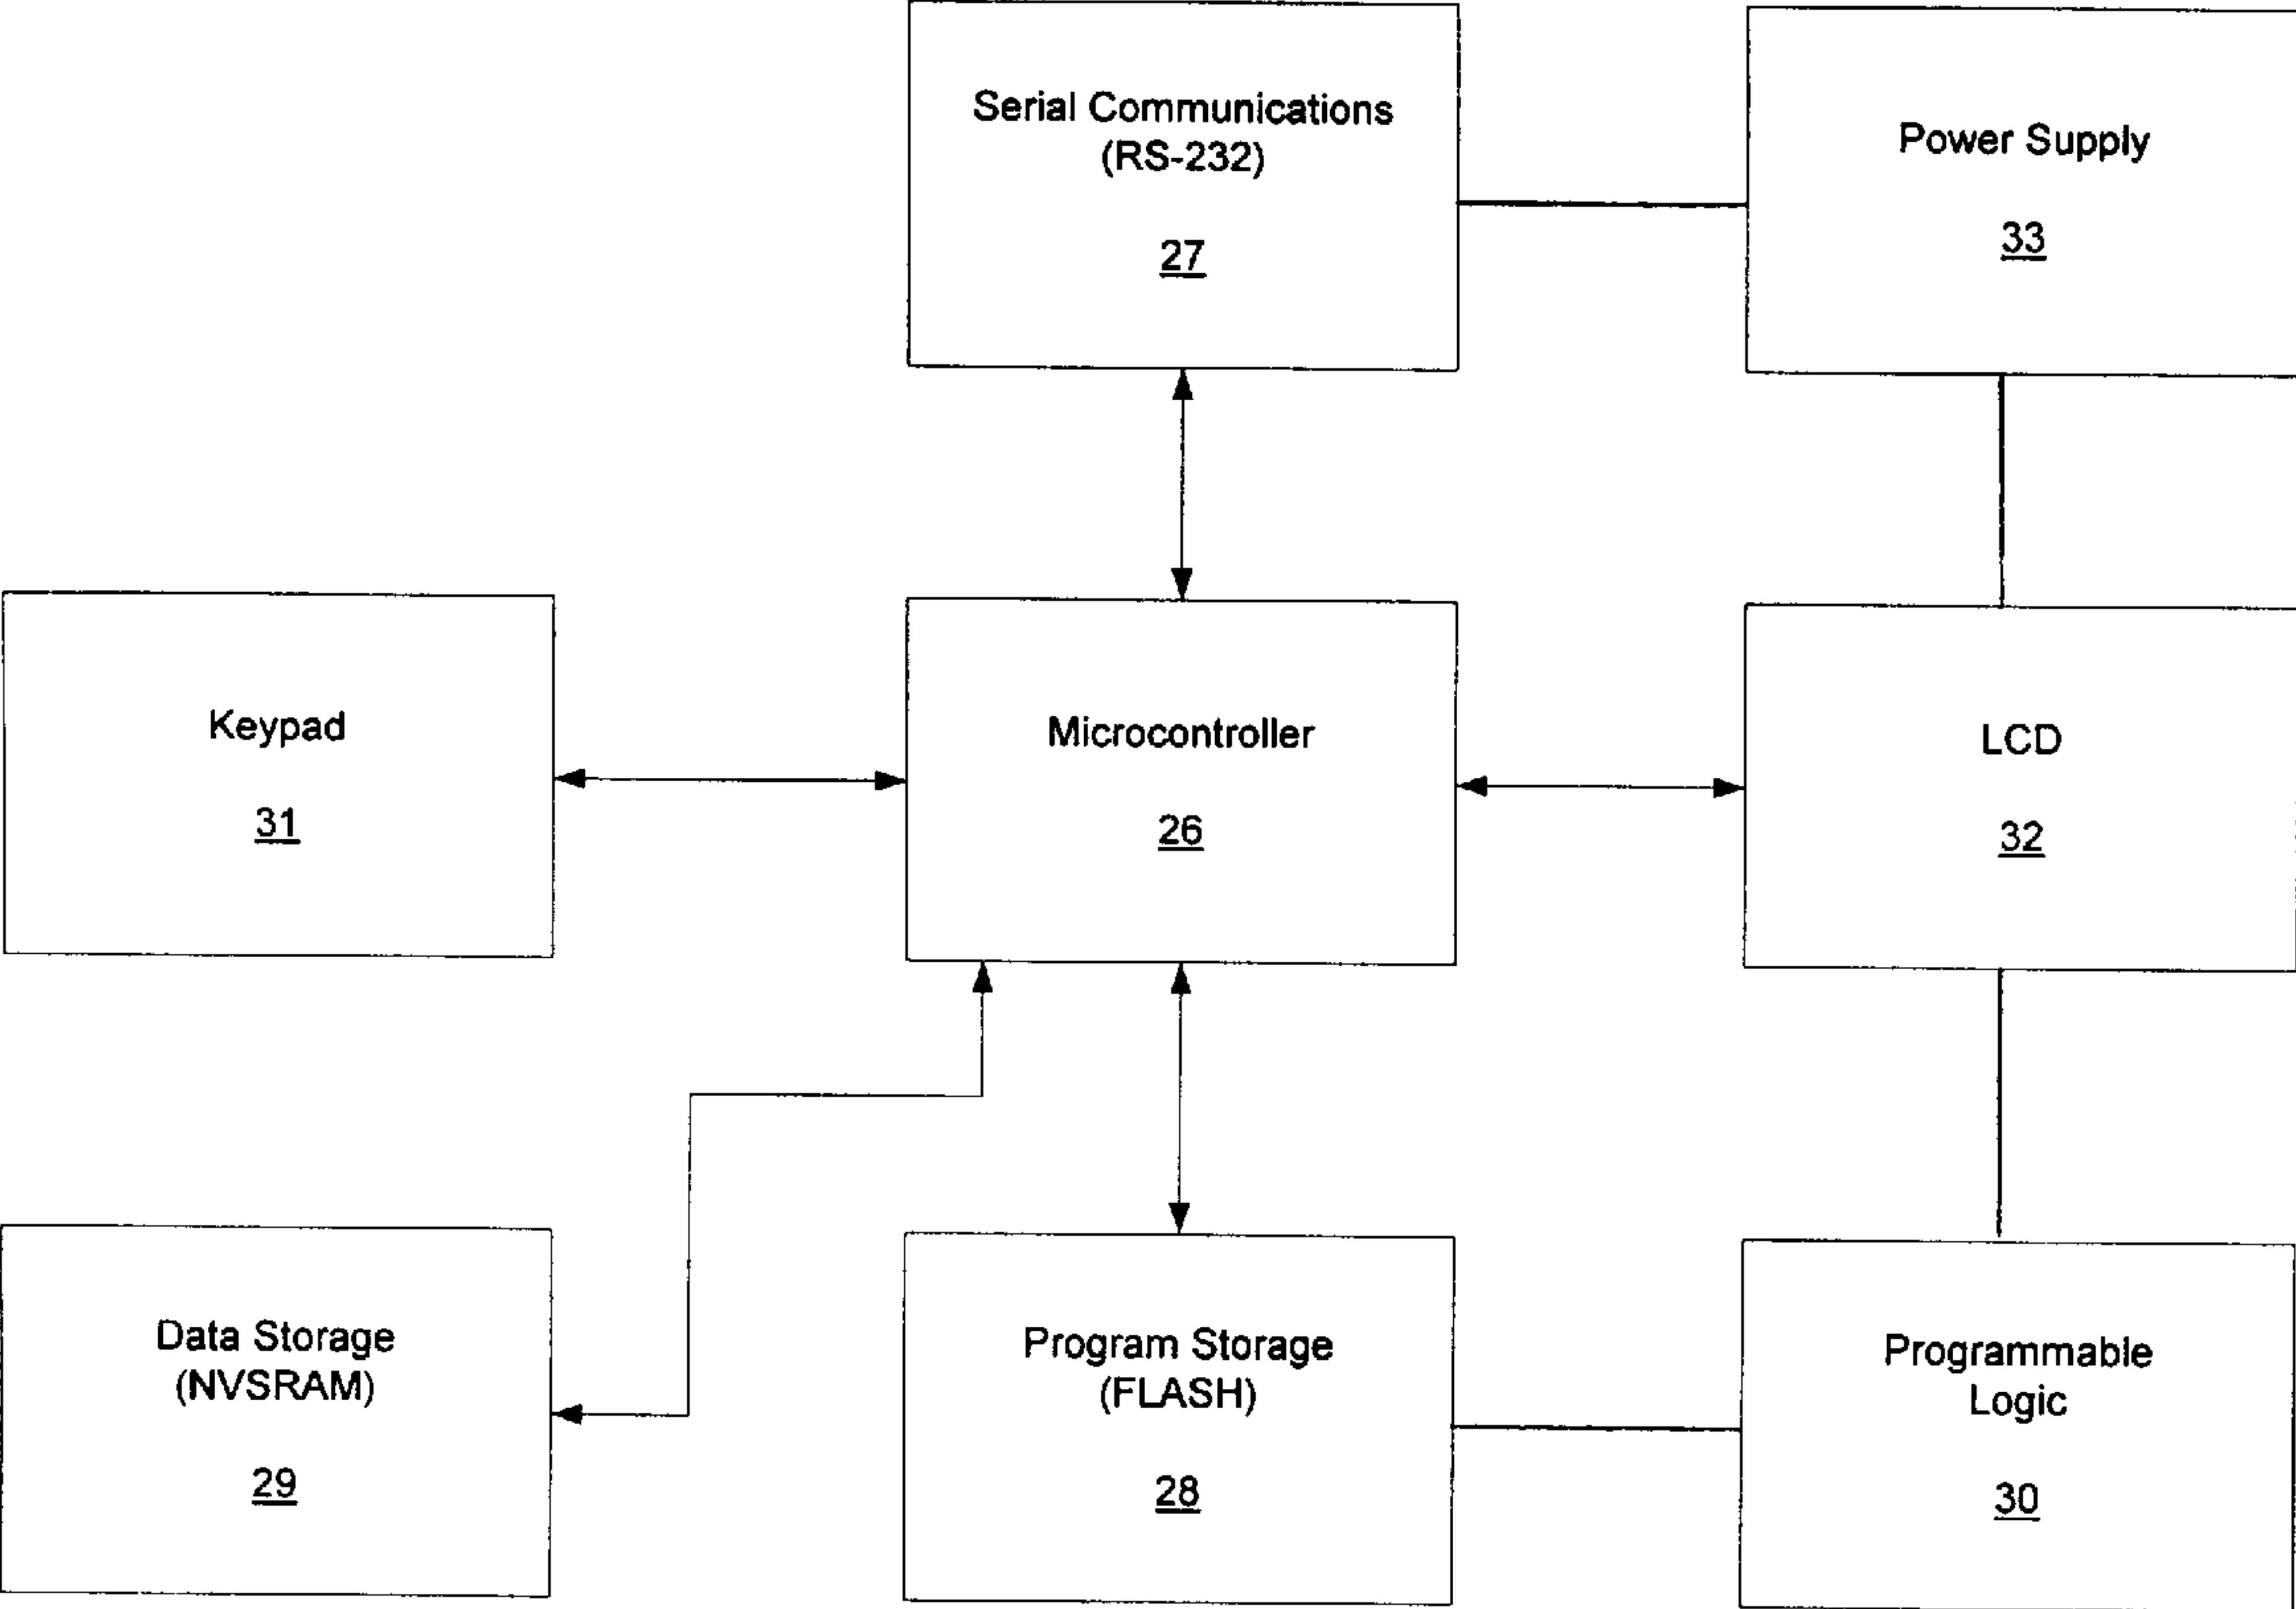 Serial Communications
(RS-232)
27
Power Supply
33
Keypad
31
Microcontroller
26
LCD
32
Data Storage
(NVSRAM)
29
Program Storage
(FLASH)
28
Programmable
Logic
30